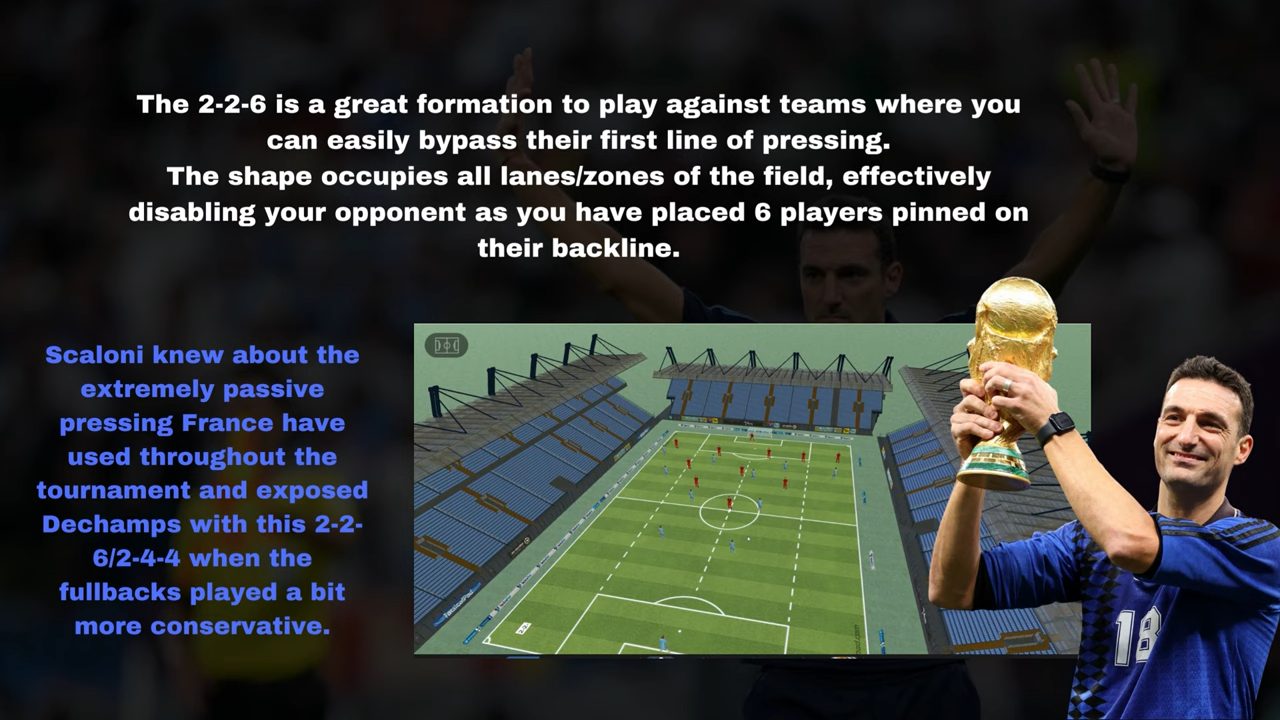 The 2-2-6 is a great formation to play against teams where you
can easily bypass their first line of pressing.
The shape occupies all lanes/zones of the field, effectively
disabling your opponent as you have placed 6 players pinned on
their backline.
Scaloni knew about the
extremely passive
pressing France have
used throughout the
tournament and exposed
Dechamps with this 2-2-
6/2-4-4 when the
fullbacks played a bit
more conservative.
18